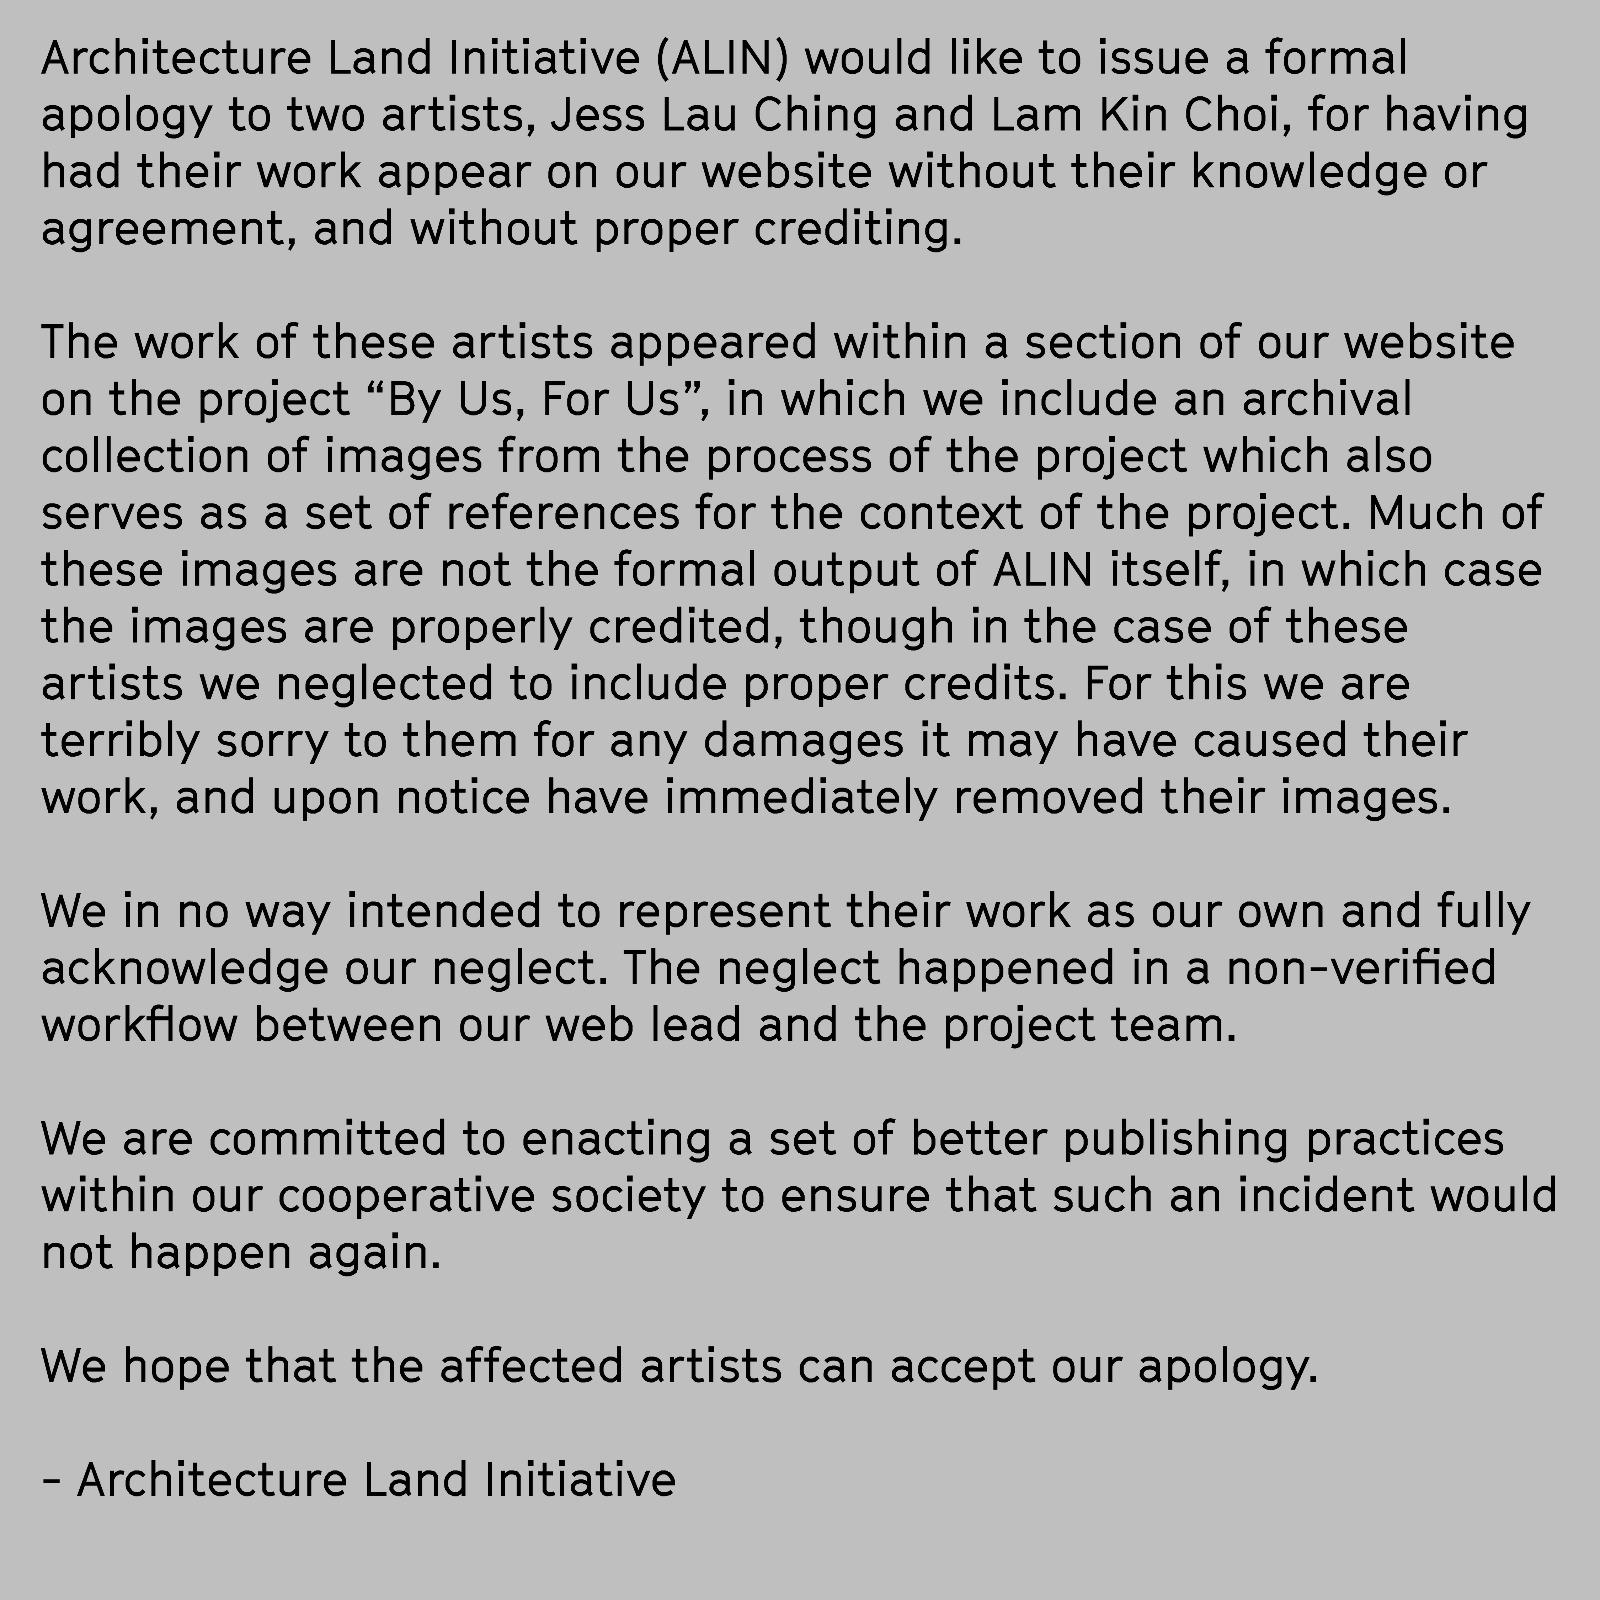 Architecture Land Initiative (ALIN) would like to issue a formal
apology to two artists, Jess Lau Ching and Lam Kin Choi, for having
had their work appear on our website without their knowledge or
agreement, and without proper crediting.
The work of these artists appeared within a section of our website
on the project “By Us, For Us”, in which we include an archival
collection of images from the process of the project which also
serves as a set of references for the context of the project. Much of
these images are not the formal output of ALIN itself, in which case
the images are properly credited, though in the case of these
artists we neglected to include proper credits. For this we are
terribly sorry to them for any damages it may have caused their
work, and upon notice have immediately removed their images.
We in no way intended to represent their work as our own and fully
acknowledge our neglect. The neglect happened in a non-verified
workflow between our web lead and the project team.
We are committed to enacting a set of better publishing practices
within our cooperative society to ensure that such an incident would
not happen again.
We hope that the affected artists can accept our apology.
- Architecture Land Initiative